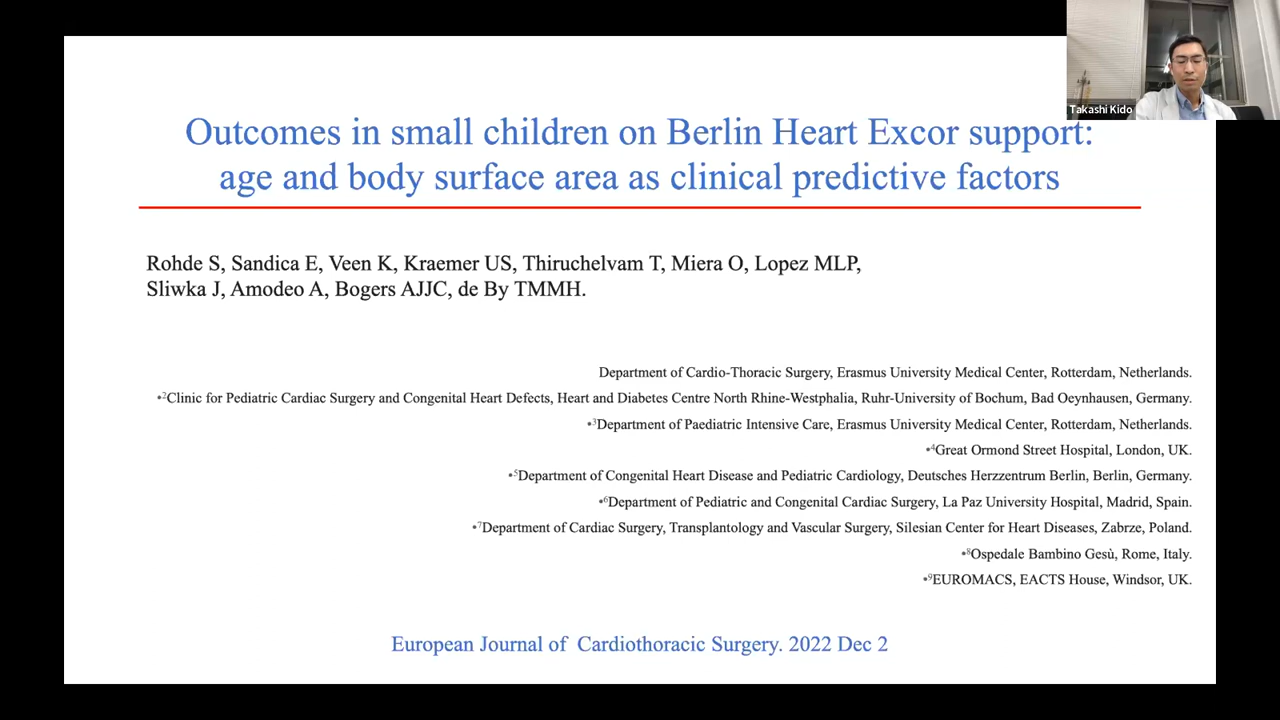 Takashi Kido
Outcomes in small children on Berlin Heart Excor support:
age and body surface area as clinical predictive factors
Rohde S, Sandica E, Veen K, Kraemer US, Thiruchelvam T, Miera O, Lopez MLP,
Sliwka J, Amodeo A, Bogers AJJC, de By TMMH.
Department of Cardio-Thoracic Surgery, Erasmus University Medical Center, Rotterdam, Netherlands.
•2Clinic for Pediatric Cardiac Surgery and Congenital Heart Defects, Heart and Diabetes Centre North Rhine-Westphalia, Ruhr-University of Bochum, Bad Oeynhausen, Germany.
•3Department of Paediatric Intensive Care, Erasmus University Medical Center, Rotterdam, Netherlands.
•4Great Ormond Street Hospital, London, UK.
•5Department of Congenital Heart Disease and Pediatric Cardiology, Deutsches Herzzentrum Berlin, Berlin, Germany.
•6Department of Pediatric and Congenital Cardiac Surgery, La Paz University Hospital, Madrid, Spain.
•7Department of Cardiac Surgery, Transplantology and Vascular Surgery, Silesian Center for Heart Diseases, Zabrze, Poland.
•8Ospedale Bambino Gesù, Rome, Italy.
•9EUROMACS, EACTS House, Windsor, UK.
European Journal of Cardiothoracic Surgery. 2022 Dec 2